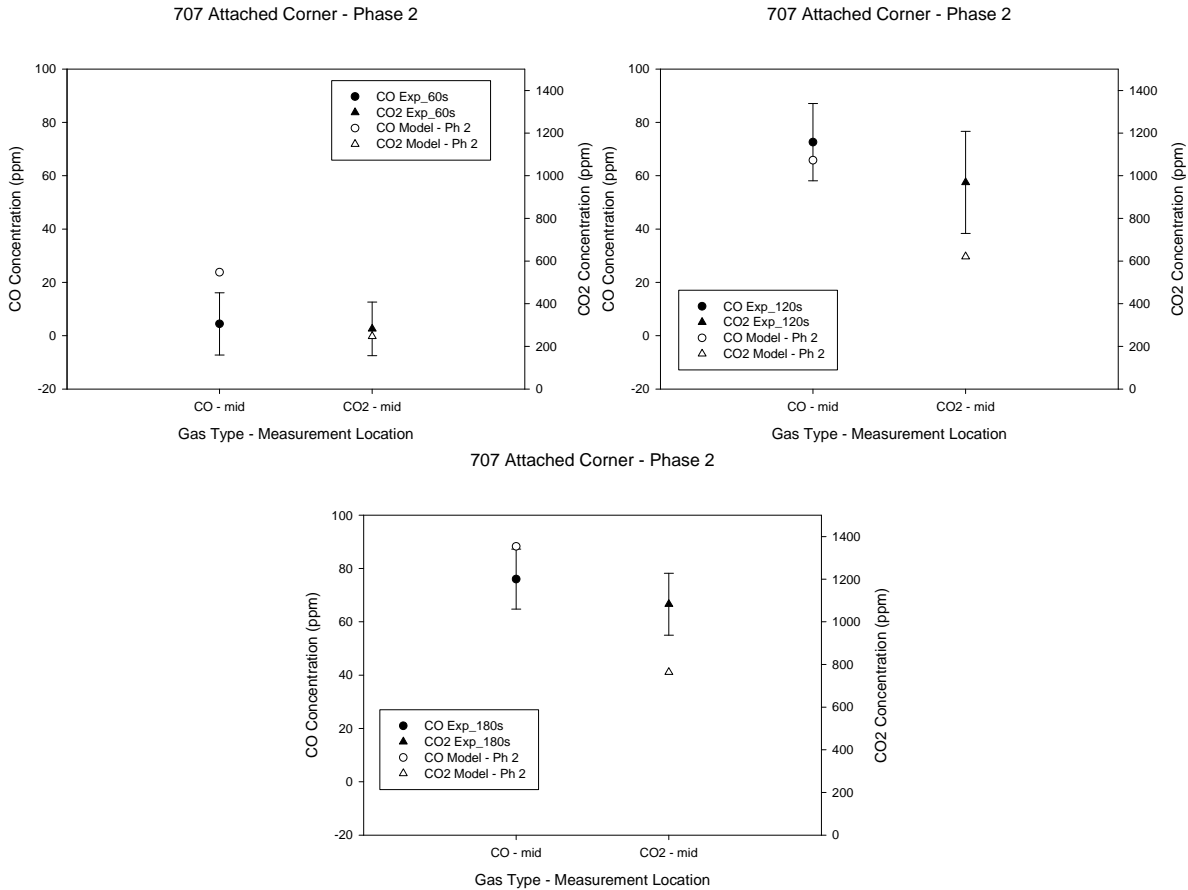 707 Attached Corner - Phase 2
CO Concentration (ppm)
100
80
60
40
20
0
-20
CO Exp_60s
CO2 Exp_60s
CO Model - Ph 2
CO2 Model - Ph 2
1400
1200
1000
800
600
400
200
0
CO2 Concentration (ppm)
CO - mid CO2 - mid
Gas Type - Measurement Location
707 Attached Corner - Phase 2
CO Concentration (ppm)
100
80
60
40
20
0
-20
CO Exp_120s
CO2 Exp_120s
CO Model - Ph 2
CO2 Model - Ph 2
1400
1200
1000
800
600
400
200
0
CO2 Concentration (ppm)
CO - mid CO2 - mid
Gas Type - Measurement Location
707 Attached Corner - Phase 2
CO Concentration (ppm)
100
80
60
40
20
0
-20
CO Exp_180s
CO2 Exp_180s
CO Model - Ph 2
CO2 Model - Ph 2
1400
1200
1000
800
600
400
200
0
CO2 Concentration (ppm)
CO - mid CO2 - mid
Gas Type - Measurement Location